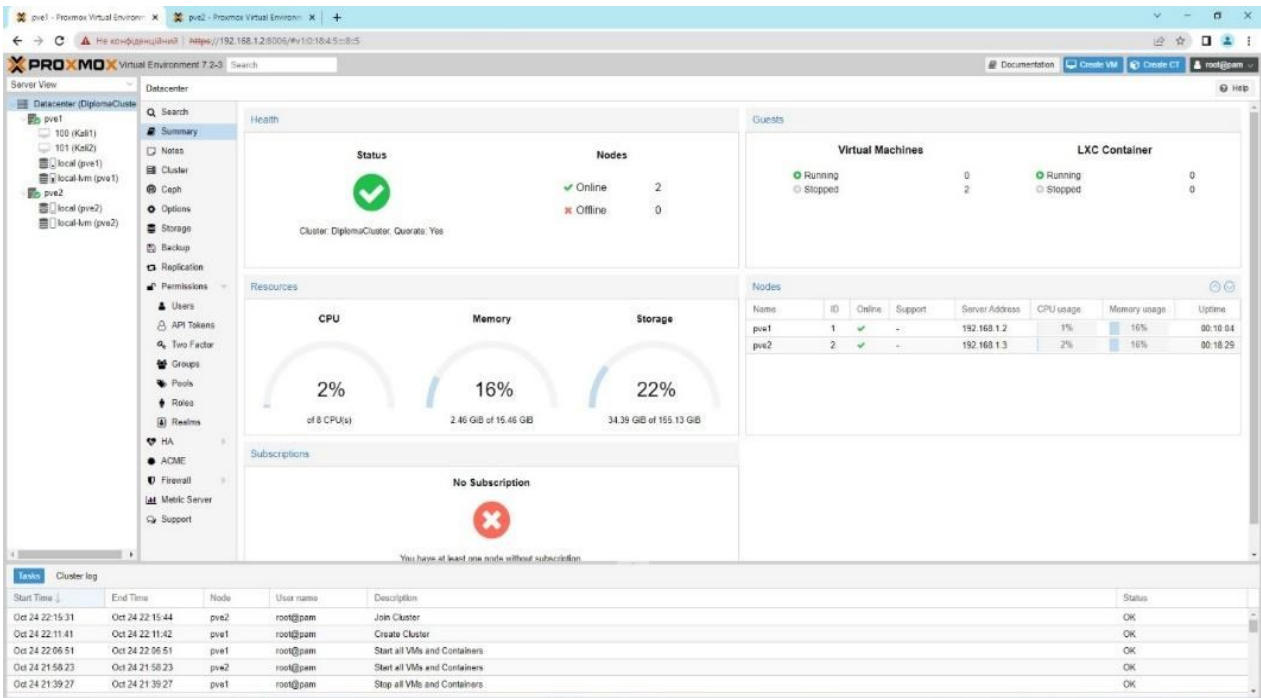 pve1 - Proxmox Virtual Environm
pve2 - Proxmox Virtual Environm
Не конфіденційний https://192.168.1.2:8006/#v1:0:18:4:5:::8::5
PROXMOX Virtual Environment 7.2-3 Search Documentation Create VM Create CT root@pam
Server View
Datacenter (DiplomaCluste
pve1
100 (Kali1)
101 (Kali2)
local (pve1)
local-lvm (pve1)
pve2
local (pve2)
local-lvm (pve2)
Datacenter Help
Search
Summary
Notes
Cluster
Ceph
Options
Storage
Backup
Replication
Permissions
Users
API Tokens
Two Factor
Groups
Pools
Roles
Realms
HA
ACME
Firewall
Metric Server
Support
Health
Status Nodes
Online 2
Offline 0
Cluster: DiplomaCluster, Quorate: Yes
Guests
Virtual Machines LXC Container
Running 0 Running 0
Stopped 2 Stopped 0
Resources
CPU Memory Storage
2% 16% 22%
of 8 CPU(s) 2.46 GiB of 15.46 GiB 34.39 GiB of 155.13 GiB
Nodes
Name ID Online Support Server Address CPU usage Memory usage Uptime
pve1 1 - 192.168.1.2 1% 16% 00:10:04
pve2 2 - 192.168.1.3 2% 16% 00:18:29
Subscriptions
No Subscription
You have at least one node without subscription.
Tasks Cluster log
Start Time End Time Node User name Description Status
Oct 24 22:15:31 Oct 24 22:15:44 pve2 root@pam Join Cluster OK
Oct 24 22:11:41 Oct 24 22:11:42 pve1 root@pam Create Cluster OK
Oct 24 22:06:51 Oct 24 22:06:51 pve1 root@pam Start all VMs and Containers OK
Oct 24 21:58:23 Oct 24 21:58:23 pve2 root@pam Start all VMs and Containers OK
Oct 24 21:39:27 Oct 24 21:39:27 pve1 root@pam Stop all VMs and Containers OK